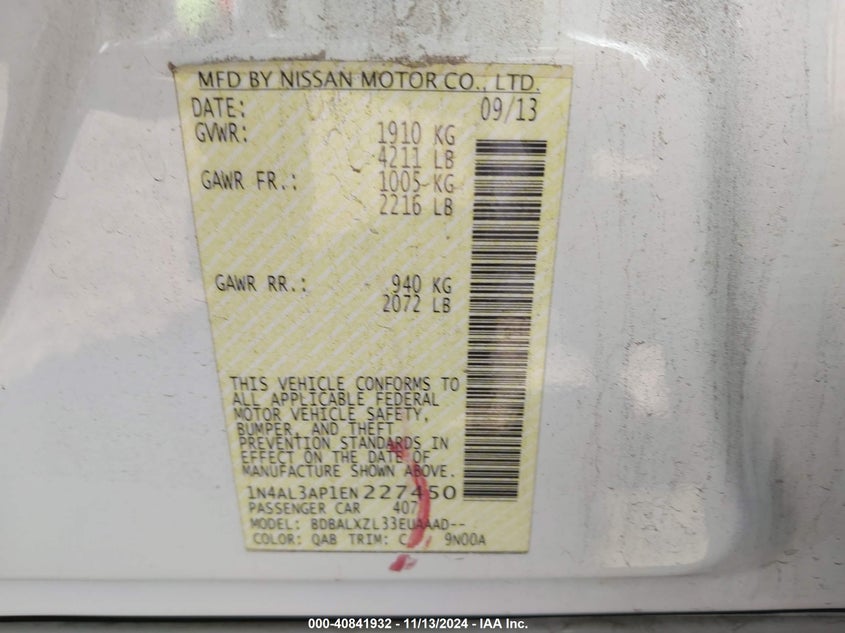 MFD BY NISSAN MOTOR CO., LTD.
DATE: 09/13
GVWR: 1910 KG
4211 LB
GAWR FR.: 1005 KG
2216 LB
GAWR RR.: 940 KG
2072 LB
THIS VEHICLE CONFORMS TO
ALL APPLICABLE FEDERAL
MOTOR VEHICLE SAFETY,
BUMPER, AND THEFT
PREVENTION STANDARDS IN
EFFECT ON THE DATE OF
MANUFACTURE SHOWN ABOVE.
1N4AL3AP1EN227450
PASSENGER CAR 407
MODEL: BDBALXZL33EUAAAD--
COLOR: QAB TRIM: 9N00A
000-40841932 - 11/13/2024 - IAA Inc.